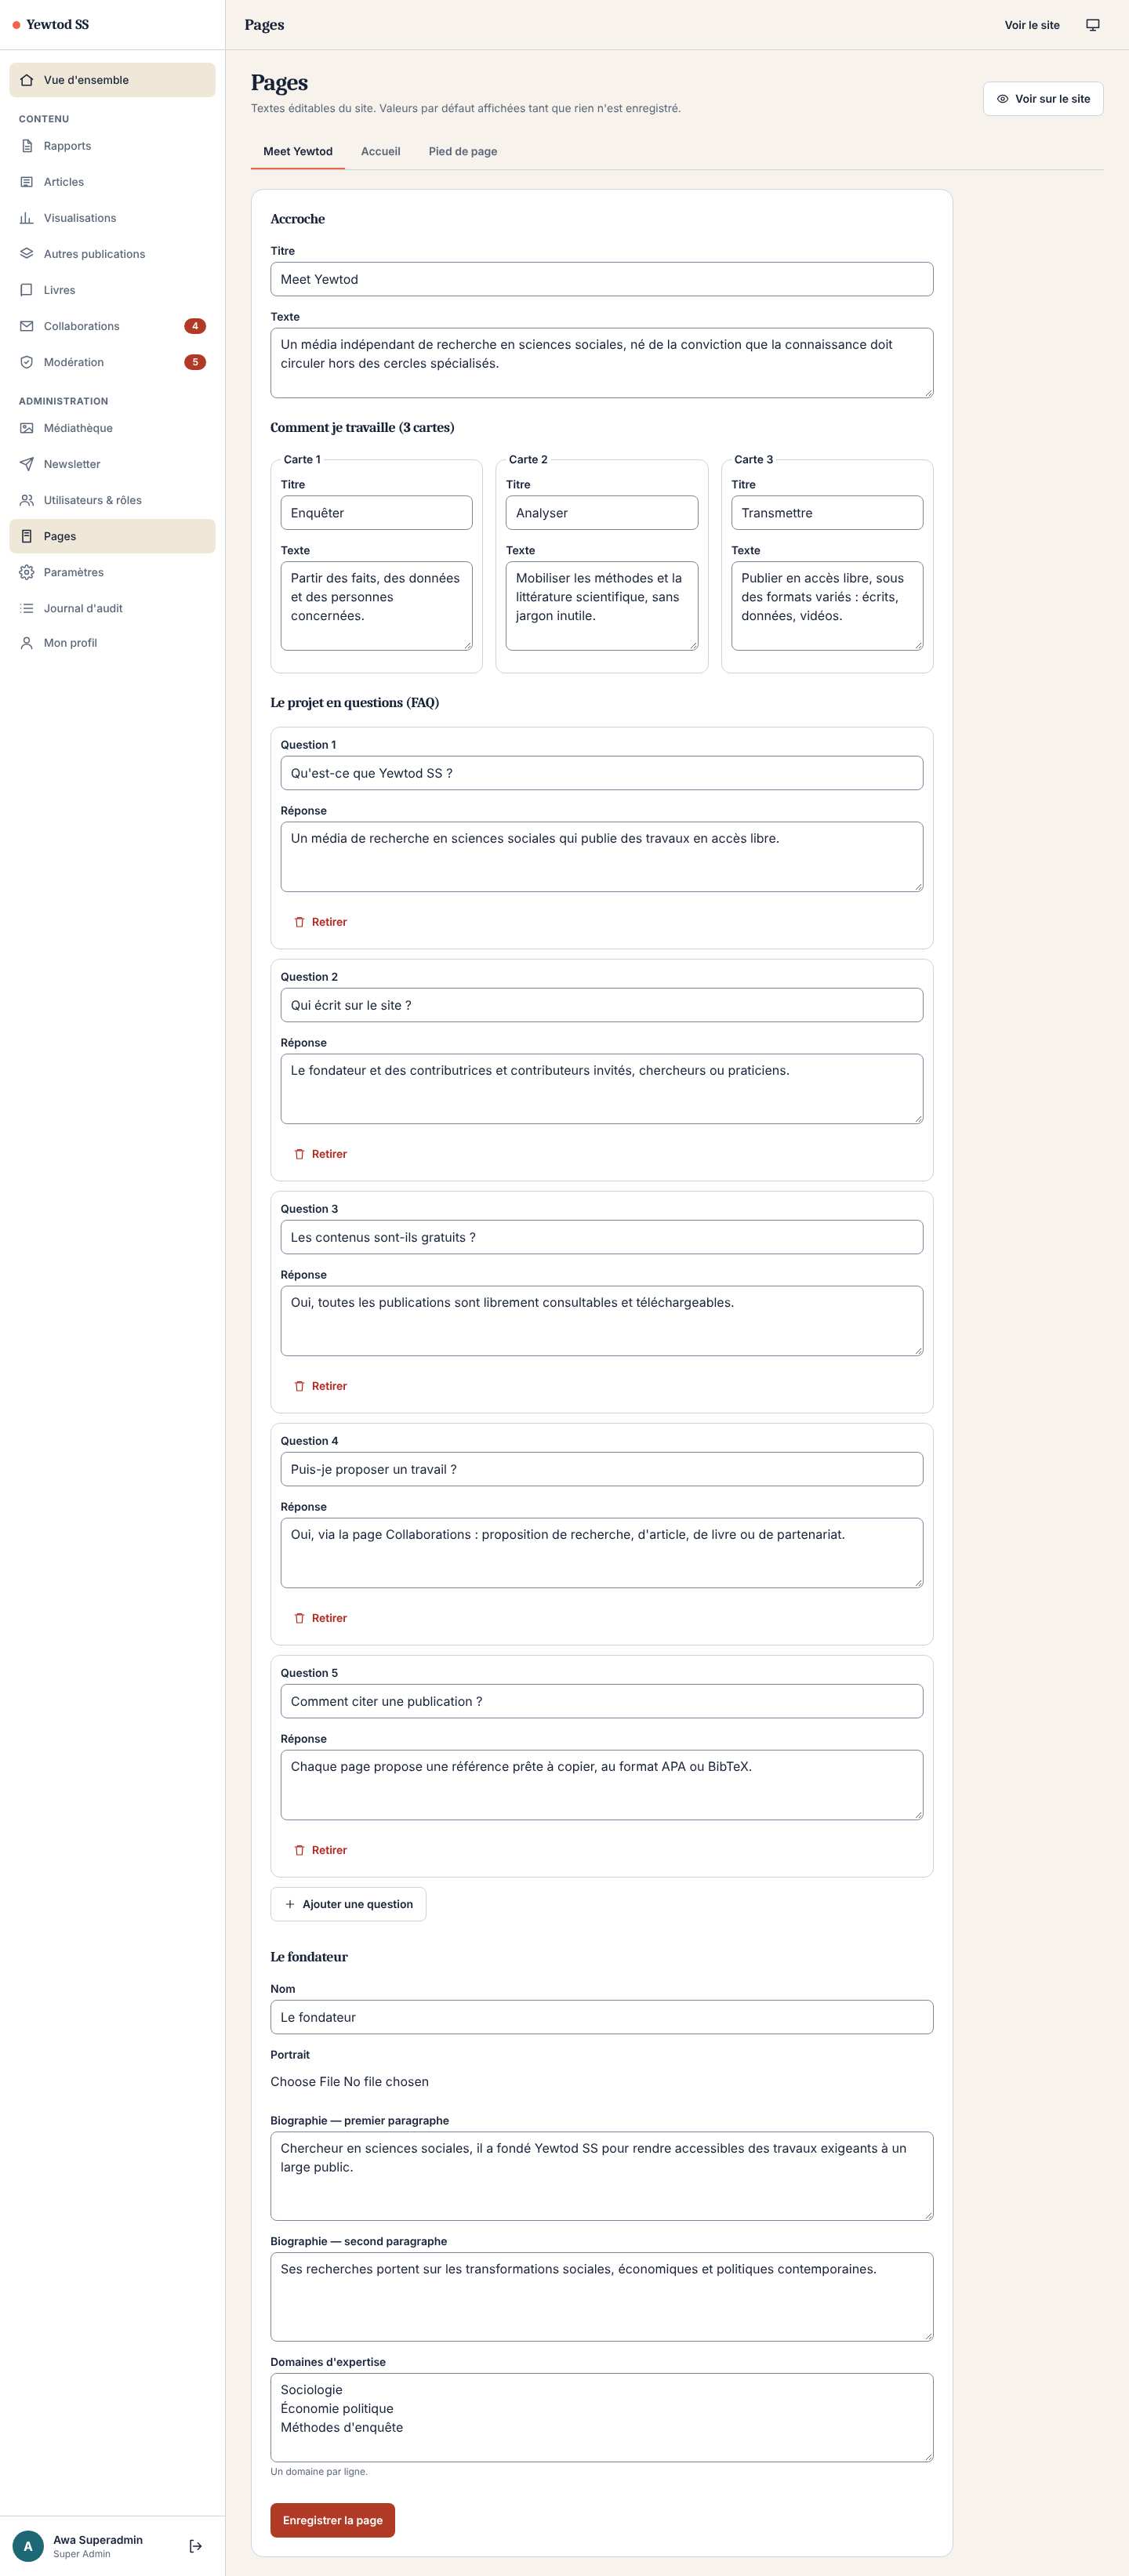 Yewtod SS
Vue d'ensemble
CONTENU
Rapports
Articles
Visualisations
Autres publications
Livres
Collaborations 4
Modération 5
ADMINISTRATION
Médiathèque
Newsletter
Utilisateurs & rôles
Pages
Paramètres
Journal d'audit
Mon profil
A
Awa Superadmin
Super Admin
Pages
Voir le site
Pages
Textes éditables du site. Valeurs par défaut affichées tant que rien n'est enregistré.
Voir sur le site
Meet Yewtod Accueil Pied de page
Accroche
Titre
Meet Yewtod
Texte
Un média indépendant de recherche en sciences sociales, né de la conviction que la connaissance doit
circuler hors des cercles spécialisés.
Comment je travaille (3 cartes)
Carte 1
Titre
Enquêter
Texte
Partir des faits, des données
et des personnes
concernées.
Carte 2
Titre
Analyser
Texte
Mobiliser les méthodes et la
littérature scientifique, sans
jargon inutile.
Carte 3
Titre
Transmettre
Texte
Publier en accès libre, sous
des formats variés : écrits,
données, vidéos.
Le projet en questions (FAQ)
Question 1
Qu'est-ce que Yewtod SS ?
Réponse
Un média de recherche en sciences sociales qui publie des travaux en accès libre.
Retirer
Question 2
Qui écrit sur le site ?
Réponse
Le fondateur et des contributrices et contributeurs invités, chercheurs ou praticiens.
Retirer
Question 3
Les contenus sont-ils gratuits ?
Réponse
Oui, toutes les publications sont librement consultables et téléchargeables.
Retirer
Question 4
Puis-je proposer un travail ?
Réponse
Oui, via la page Collaborations : proposition de recherche, d'article, de livre ou de partenariat.
Retirer
Question 5
Comment citer une publication ?
Réponse
Chaque page propose une référence prête à copier, au format APA ou BibTeX.
Retirer
Ajouter une question
Le fondateur
Nom
Le fondateur
Portrait
Choose File No file chosen
Biographie — premier paragraphe
Chercheur en sciences sociales, il a fondé Yewtod SS pour rendre accessibles des travaux exigeants à un
large public.
Biographie — second paragraphe
Ses recherches portent sur les transformations sociales, économiques et politiques contemporaines.
Domaines d'expertise
Sociologie
Économie politique
Méthodes d'enquête
Un domaine par ligne.
Enregistrer la page